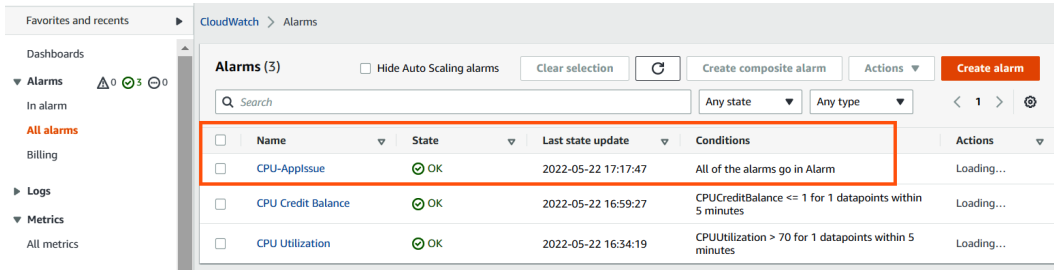 Favorites and recents
CloudWatch > Alarms
Dashboards
Alarms 0 3 0
In alarm
All alarms
Billing
Logs
Metrics
All metrics
Alarms (3)
Hide Auto Scaling alarms Clear selection Create composite alarm Actions Create alarm
Search Any state Any type < 1 >
Name State Last state update Conditions Actions
CPU-AppIssue OK 2022-05-22 17:17:47 All of the alarms go in Alarm Loading...
CPU Credit Balance OK 2022-05-22 16:59:27 CPUCreditBalance <= 1 for 1 datapoints within
5 minutes Loading...
CPU Utilization OK 2022-05-22 16:34:19 CPUUtilization > 70 for 1 datapoints within 5
minutes Loading...